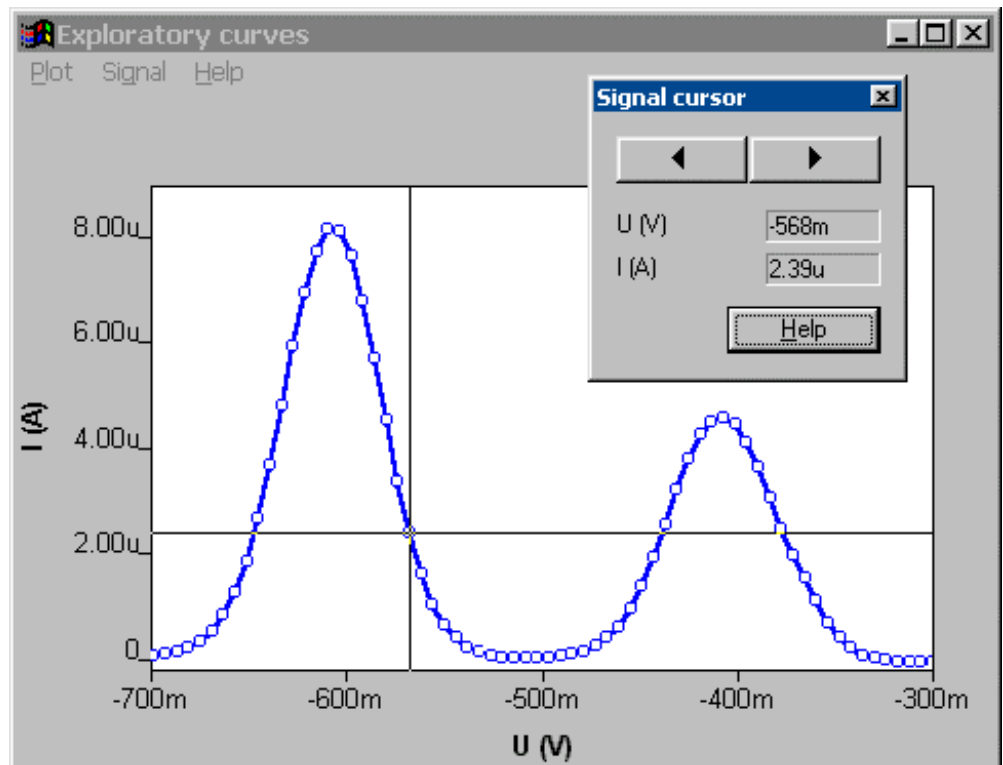 Exploratory curves
Plot Signal Help
Signal cursor
U (V) -568m
I (A) 2.39u
Help
8.00u
6.00u
4.00u
2.00u
0
I (A)
-700m -600m -500m -400m -300m
U (V)